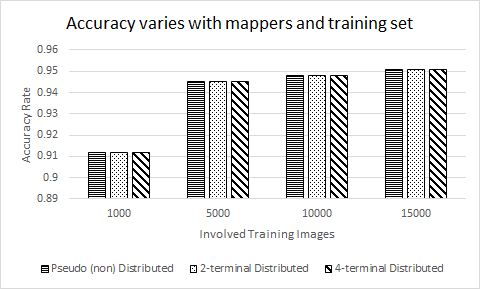 Accuracy varies with mappers and training set
0.96
0.95
0.94
0.93
0.92
0.91
0.9
0.89
Accuracy Rate
1000 5000 10000 15000
Involved Training Images
Pseudo (non) Distributed 2-terminal Distributed 4-terminal Distributed